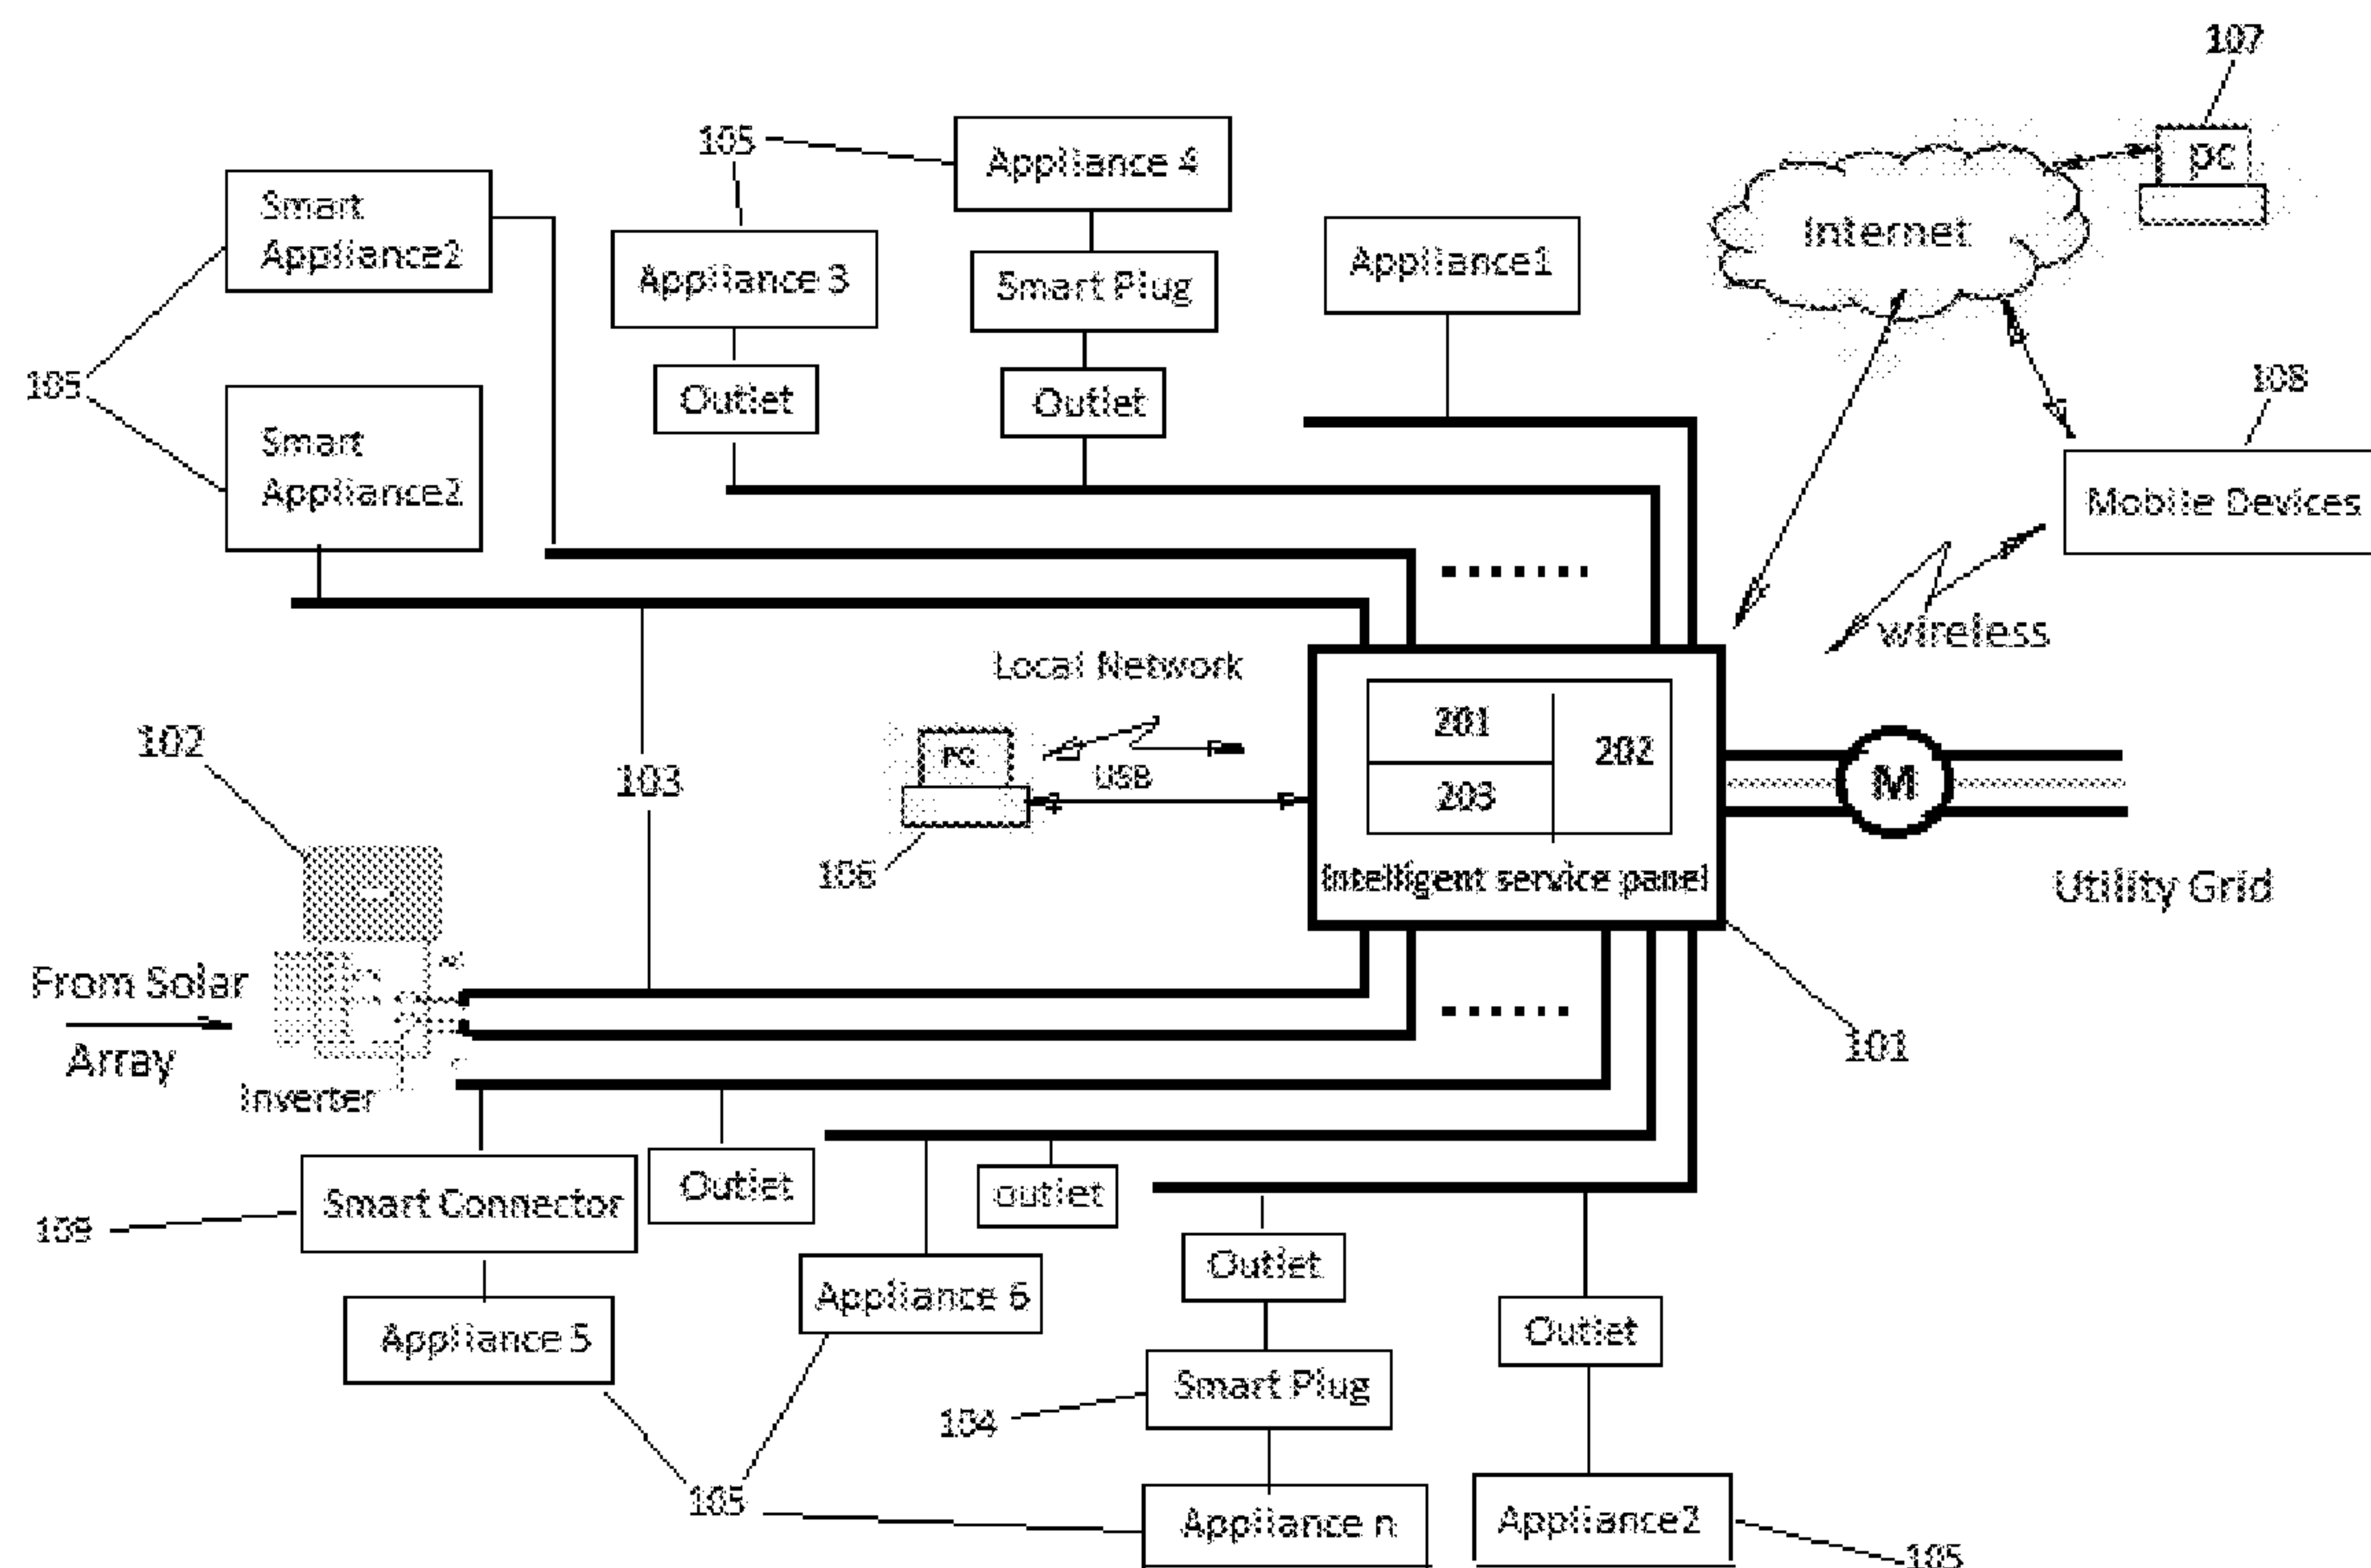 107
105
Appliance 4
pc
Smart
Appliance2
Appliance 3
Smart Plug
Appliance1
Internet
105
Outlet
Outlet
108
Smart
Appliance2
Mobile Devices
wireless
Local Network
102
103
PC
USB
201
202
203
M
106
Intelligent service panel
Utility Grid
From Solar
Array
Inverter
101
Smart Connector
Outlet
outlet
109
Outlet
Appliance 6
Appliance 5
Outlet
Smart Plug
104
105
Appliance n
Appliance2
105